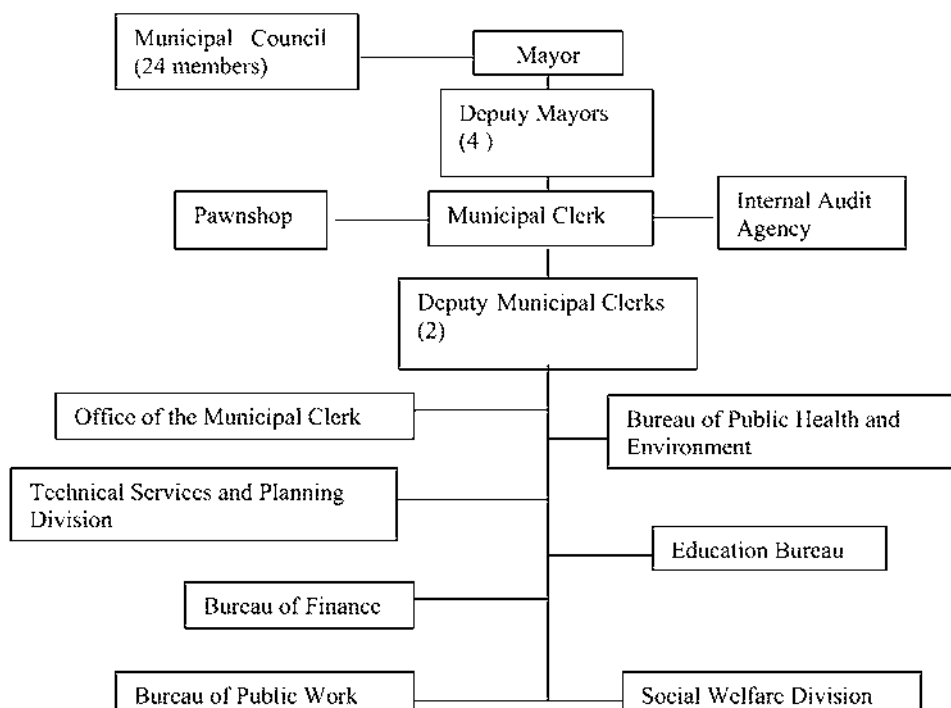 Municipal Council
(24 members)
Mayor
Deputy Mayors
(4 )
Pawnshop
Municipal Clerk
Internal Audit
Agency
Deputy Municipal Clerks
(2)
Office of the Municipal Clerk
Bureau of Public Health and
Environment
Technical Services and Planning
Division
Education Bureau
Bureau of Finance
Bureau of Public Work
Social Welfare Division